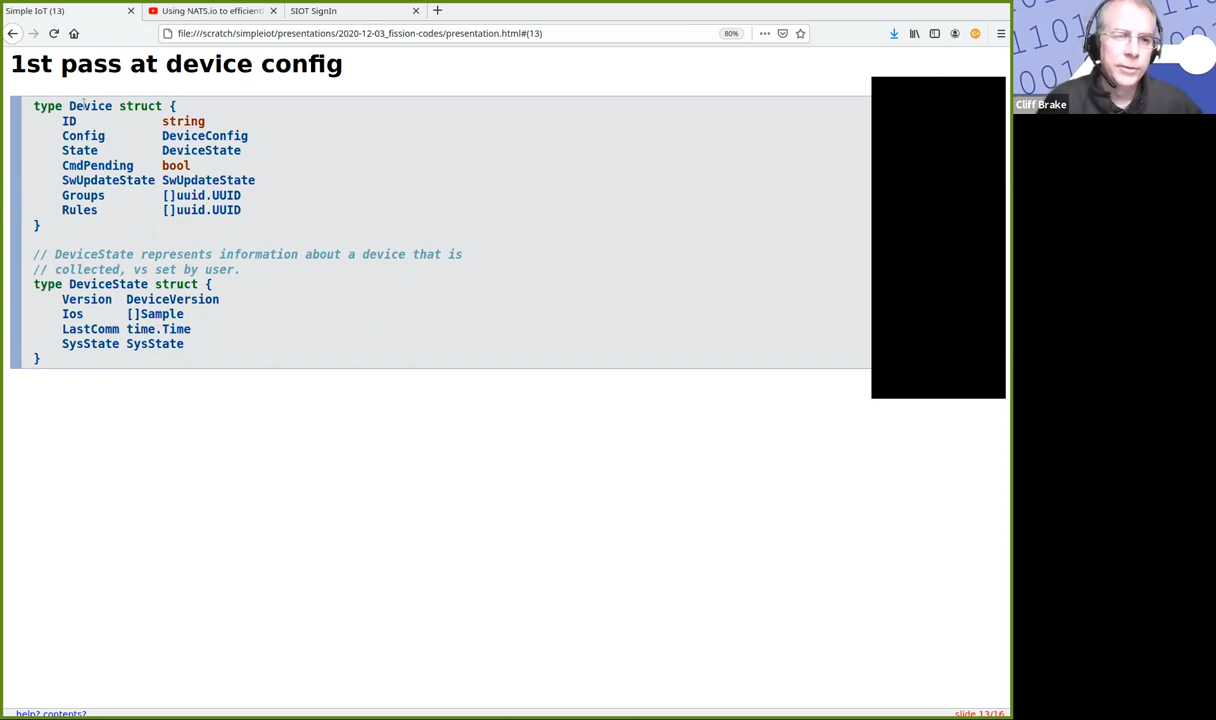 Simple IoT (13)
Using NATS.io to efficientl
SIOT SignIn
file:///scratch/simpleiot/presentations/2020-12-03_fission-codes/presentation.html#(13)
80%
1st pass at device config
type Device struct {
ID string
Config DeviceConfig
State DeviceState
CmdPending bool
SwUpdateState SwUpdateState
Groups []uuid.UUID
Rules []uuid.UUID
}
// DeviceState represents information about a device that is
// collected, vs set by user.
type DeviceState struct {
Version DeviceVersion
Ios []Sample
LastComm time.Time
SysState SysState
}
help? contents?
slide 13/16
Cliff Brake